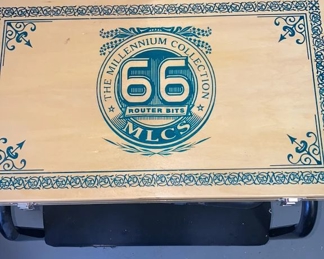 THE MILLENNIUM COLLECTION
66
ROUTER BITS
MLCS